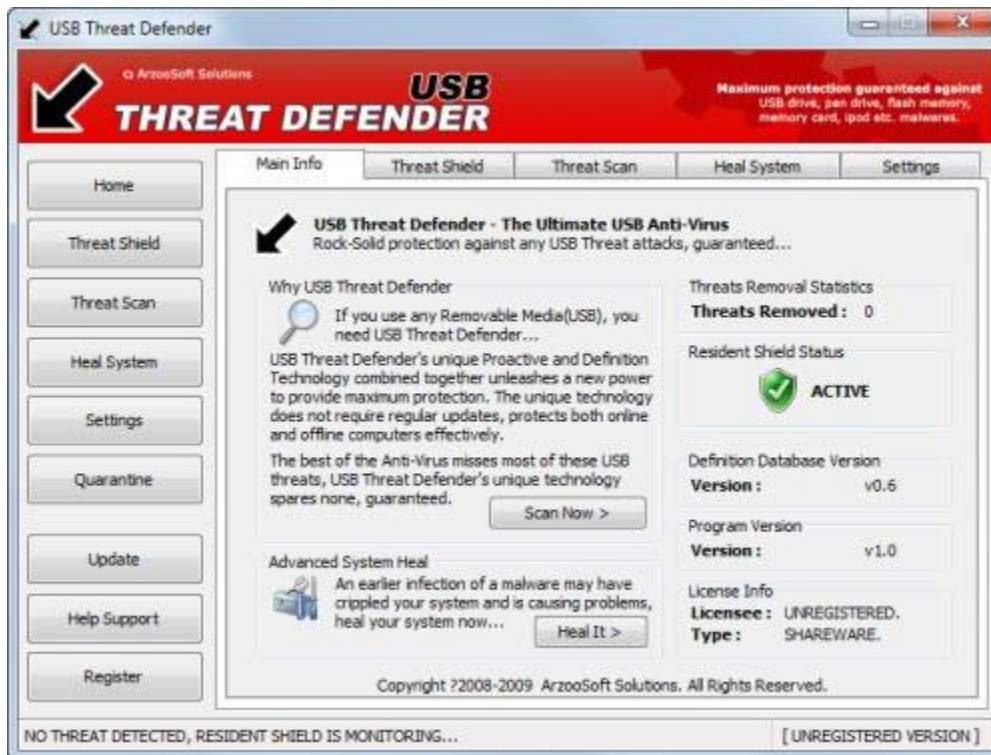 USB Threat Defender
ArzooSoft Solutions
USB
THREAT DEFENDER
Maximum protection guaranteed against
USB drive, pen drive, flash memory,
memory card, ipod etc. malwares.
Home
Threat Shield
Threat Scan
Heal System
Settings
Quarantine
Update
Help Support
Register
Main Info
Threat Shield
Threat Scan
Heal System
Settings
USB Threat Defender - The Ultimate USB Anti-Virus
Rock-Solid protection against any USB Threat attacks, guaranteed...
Why USB Threat Defender
If you use any Removable Media(USB), you
need USB Threat Defender...
USB Threat Defender's unique Proactive and Definition
Technology combined together unleashes a new power
to provide maximum protection. The unique technology
does not require regular updates, protects both online
and offline computers effectively.
The best of the Anti-Virus misses most of these USB
threats, USB Threat Defender's unique technology
spares none, guaranteed.
Scan Now >
Advanced System Heal
An earlier infection of a malware may have
crippled your system and is causing problems,
heal your system now...
Heal It >
Threats Removal Statistics
Threats Removed : 0
Resident Shield Status
ACTIVE
Definition Database Version
Version : v0.6
Program Version
Version : v1.0
License Info
Licensee : UNREGISTERED.
Type : SHAREWARE.
Copyright ?2008-2009 ArzooSoft Solutions. All Rights Reserved.
NO THREAT DETECTED, RESIDENT SHIELD IS MONITORING...
[ UNREGISTERED VERSION ]